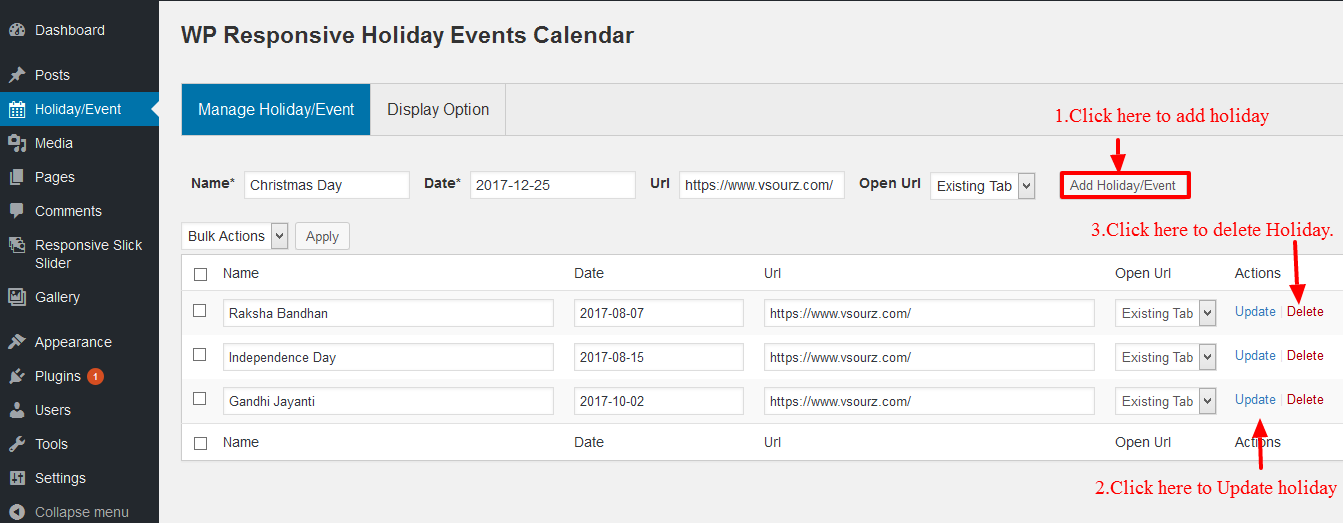 Dashboard
Posts
Holiday/Event
Media
Pages
Comments
Responsive Slick
Slider
Gallery
Appearance
Plugins 1
Users
Tools
Settings
Collapse menu
WP Responsive Holiday Events Calendar
Manage Holiday/Event Display Option
1.Click here to add holiday
Name* Christmas Day Date* 2017-12-25 Url https://www.vsourz.com/ Open Url Existing Tab Add Holiday/Event
Bulk Actions Apply
3.Click here to delete Holiday.
Name Date Url Open Url Actions
Raksha Bandhan 2017-08-07 https://www.vsourz.com/ Existing Tab Update | Delete
Independence Day 2017-08-15 https://www.vsourz.com/ Existing Tab Update | Delete
Gandhi Jayanti 2017-10-02 https://www.vsourz.com/ Existing Tab Update | Delete
Name Date Url Open Url Actions
2.Click here to Update holiday